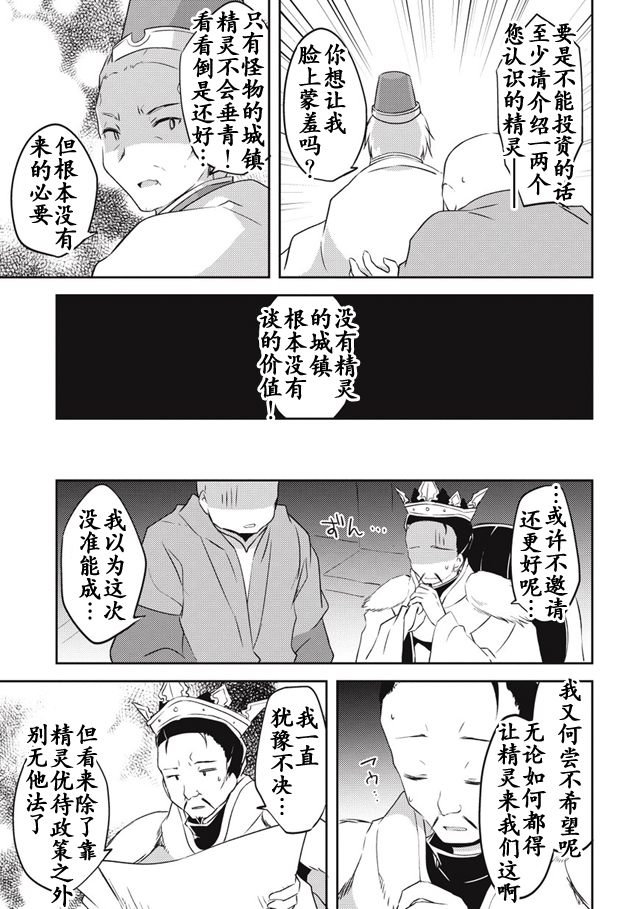 要是不能投资的话
至少请介绍一两个
您认识的精灵——
你想让我
脸上蒙羞吗？
只有怪物的城镇
精灵不会垂青！
看看倒是还好…
但根本没有
来的必要
没有精灵
的城镇
根本没有
谈的价值！
…或许不邀请
还更好呢…
ずん…
我以为这次
没准能成…
我又何尝不希望呢
无论如何都得
让精灵来我们这啊
フゥ…
我一直
犹豫不决…
但看来除了靠
精灵优待政策之外
别无他法了